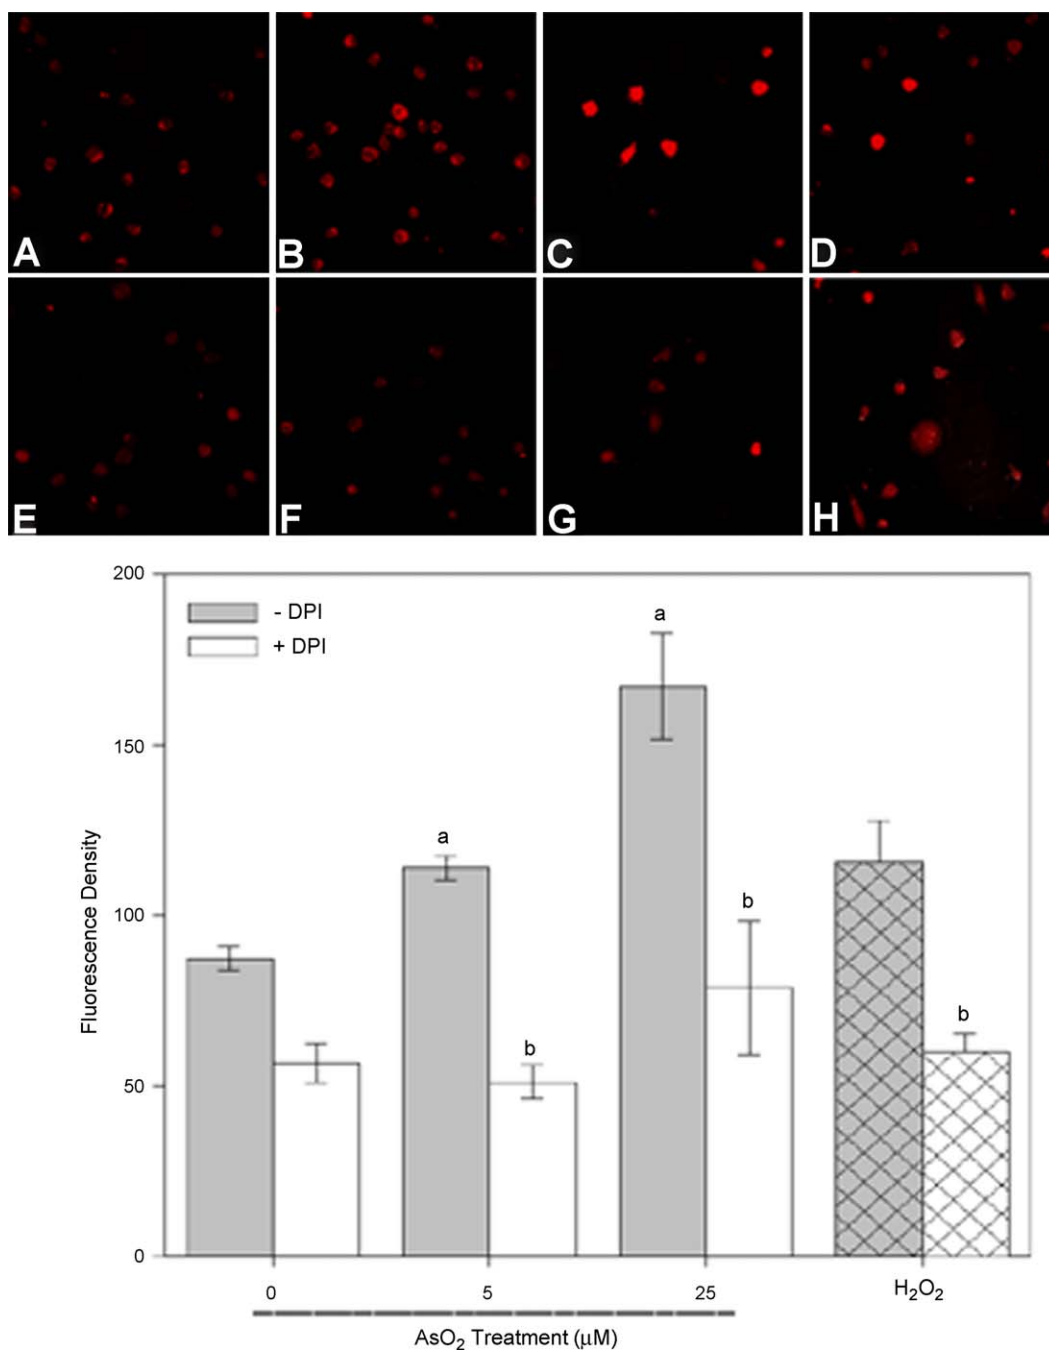 A B C D
E F G H
200
- DPI
+ DPI
a
a
150
Fluorescence Density
a
b
100
b
b
50
0
0 5 25 H₂O₂
AsO₂ Treatment (μM)